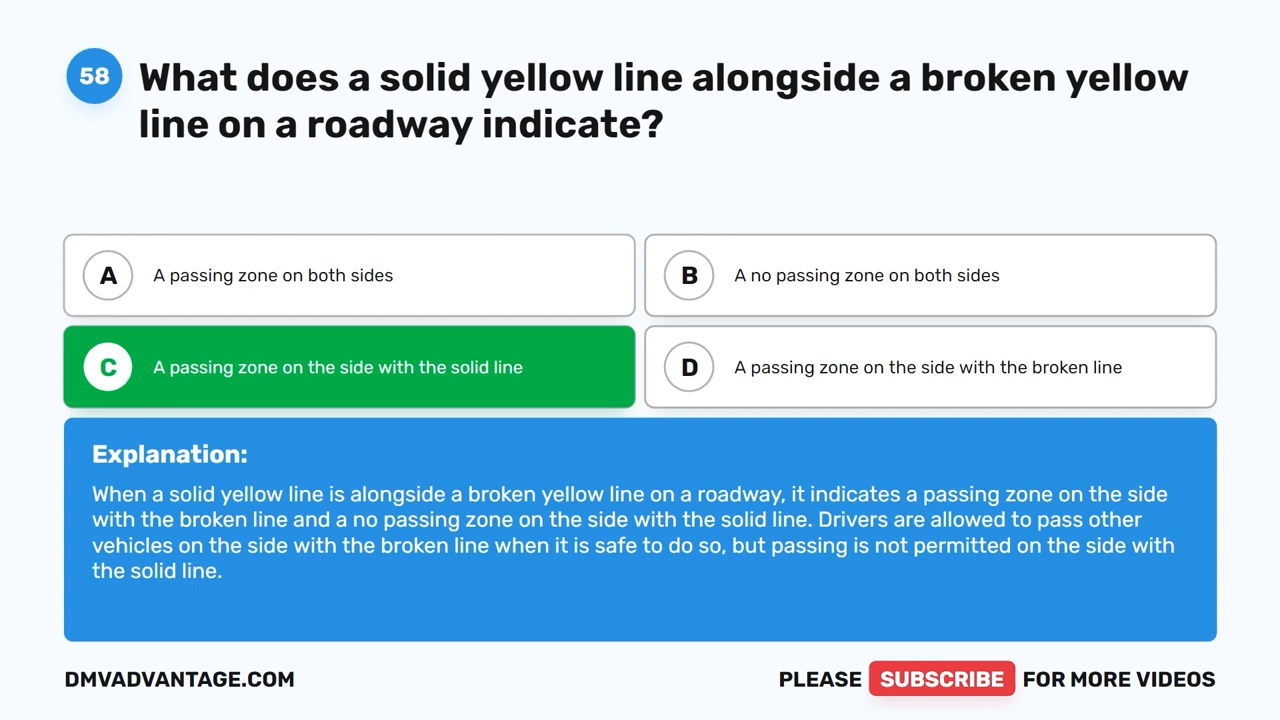 58
What does a solid yellow line alongside a broken yellow
line on a roadway indicate?
A A passing zone on both sides
B A no passing zone on both sides
C A passing zone on the side with the solid line
D A passing zone on the side with the broken line
Explanation:
When a solid yellow line is alongside a broken yellow line on a roadway, it indicates a passing zone on the side
with the broken line and a no passing zone on the side with the solid line. Drivers are allowed to pass other
vehicles on the side with the broken line when it is safe to do so, but passing is not permitted on the side with
the solid line.
DMVADVANTAGE.COM
PLEASE SUBSCRIBE FOR MORE VIDEOS